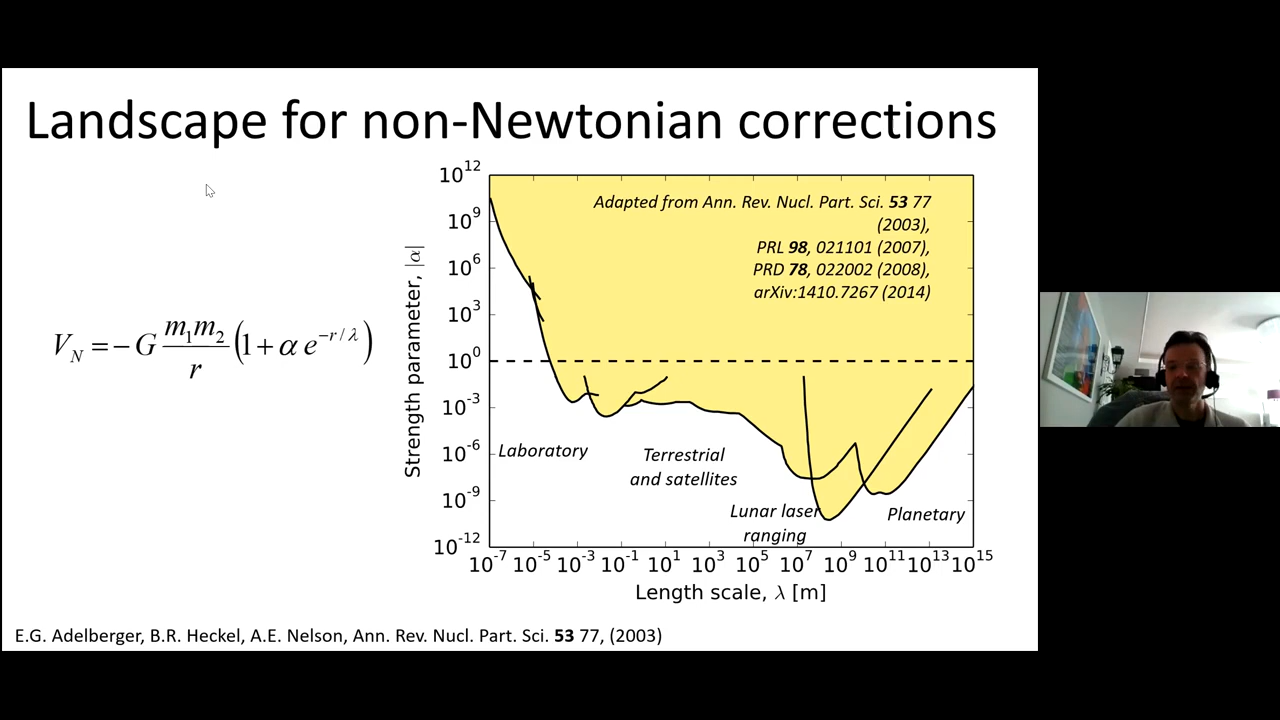 Landscape for non-Newtonian corrections
V_N = −G m₁m₂/r (1 + α e^{−r/λ})
Strength parameter, |α|
10^12
10^9
10^6
10^3
10^0
10^-3
10^-6
10^-9
10^-12
Adapted from Ann. Rev. Nucl. Part. Sci. 53 77
(2003),
PRL 98, 021101 (2007),
PRD 78, 022002 (2008),
arXiv:1410.7267 (2014)
Laboratory
Terrestrial
and satellites
Lunar laser
ranging
Planetary
10^-7 10^-5 10^-3 10^-1 10^1 10^3 10^5 10^7 10^9 10^11 10^13 10^15
Length scale, λ [m]
E.G. Adelberger, B.R. Heckel, A.E. Nelson, Ann. Rev. Nucl. Part. Sci. 53 77, (2003)